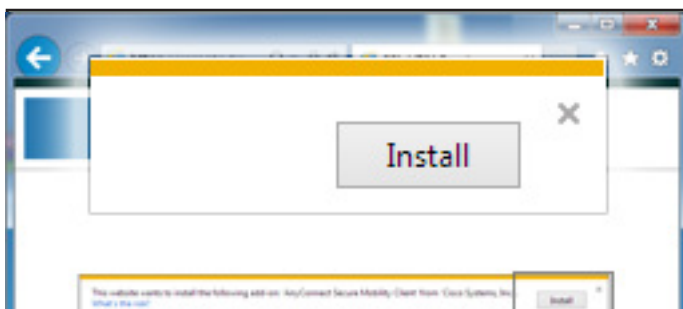 Install
This website wants to install the following add-on: 'AnyConnect Secure Mobility Client' from 'Cisco Systems, Inc.
What's the risk?
Install